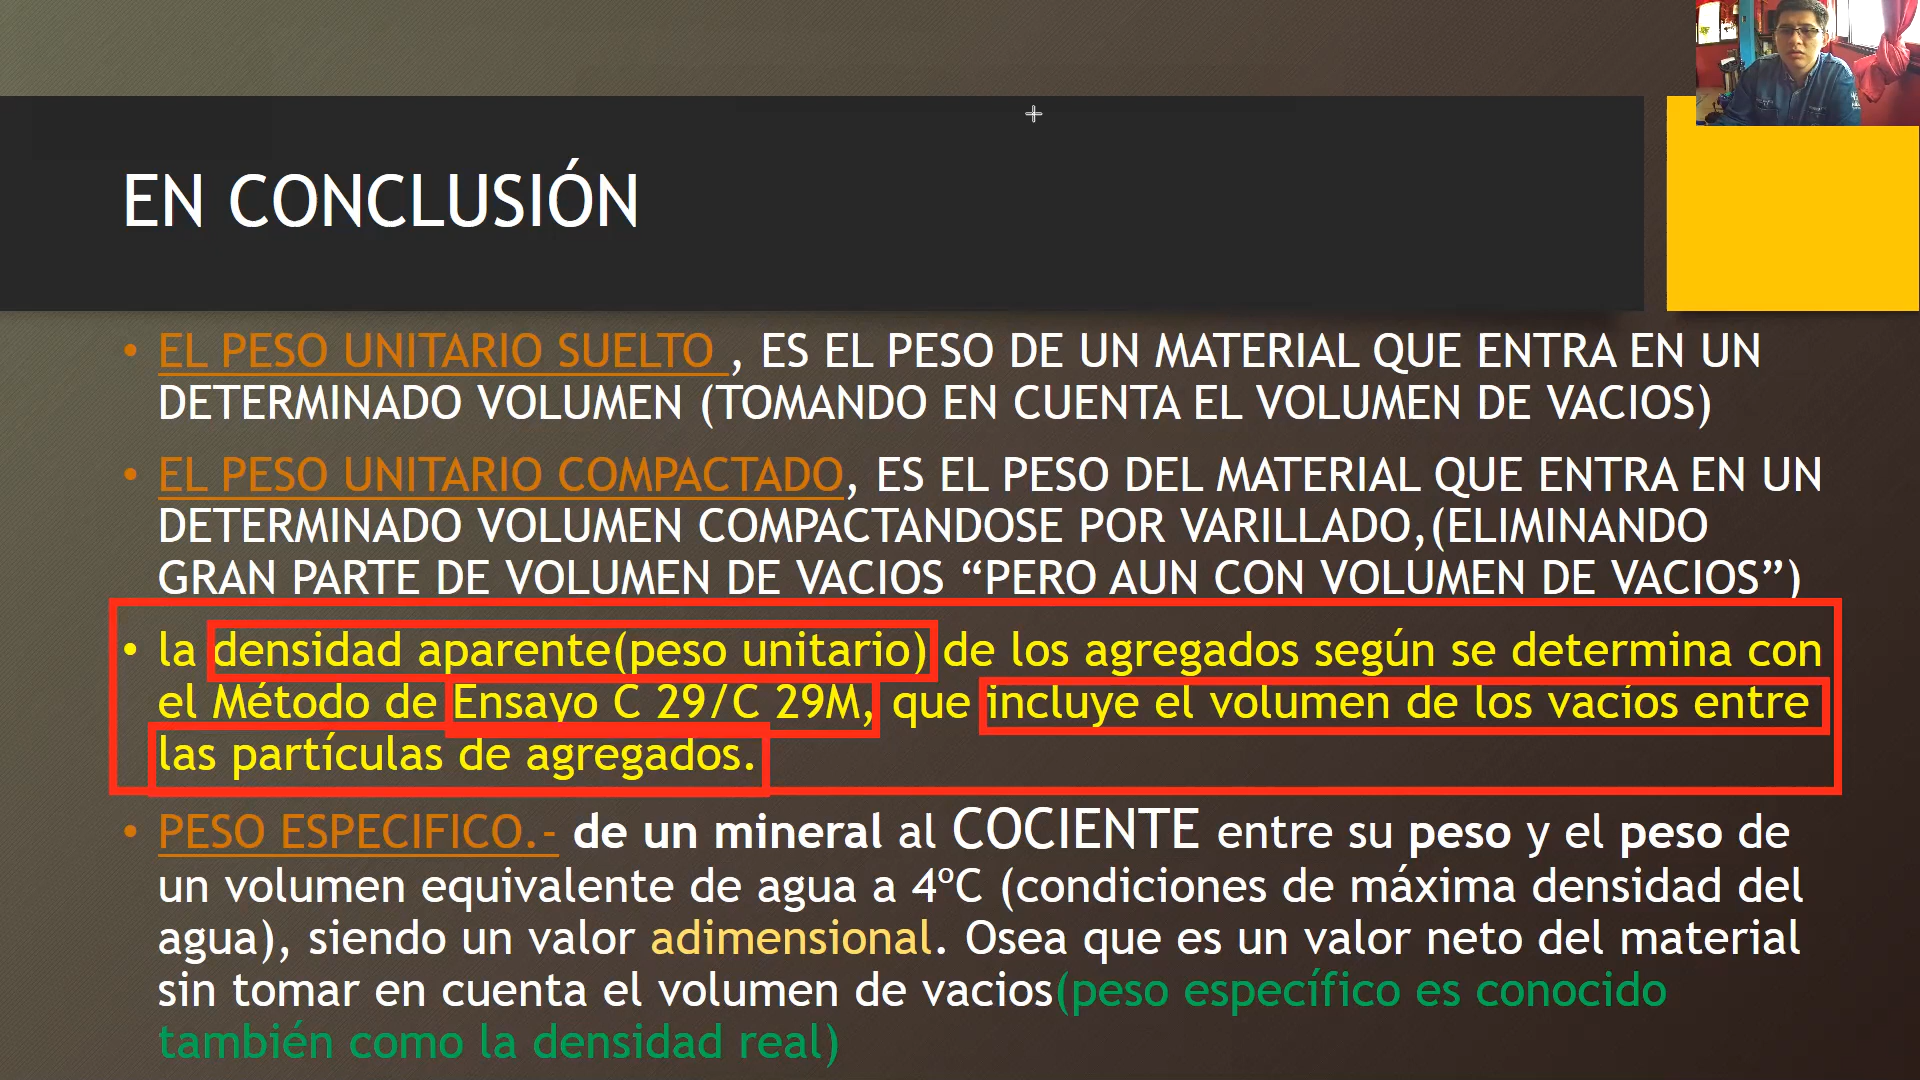 EN CONCLUSIÓN
• EL PESO UNITARIO SUELTO , ES EL PESO DE UN MATERIAL QUE ENTRA EN UN
DETERMINADO VOLUMEN (TOMANDO EN CUENTA EL VOLUMEN DE VACIOS)
• EL PESO UNITARIO COMPACTADO, ES EL PESO DEL MATERIAL QUE ENTRA EN UN
DETERMINADO VOLUMEN COMPACTANDOSE POR VARILLADO,(ELIMINANDO
GRAN PARTE DE VOLUMEN DE VACIOS “PERO AUN CON VOLUMEN DE VACIOS”)
• la densidad aparente(peso unitario) de los agregados según se determina con
el Método de Ensayo C 29/C 29M, que incluye el volumen de los vacíos entre
las partículas de agregados.
• PESO ESPECIFICO.- de un mineral al COCIENTE entre su peso y el peso de
un volumen equivalente de agua a 4ºC (condiciones de máxima densidad del
agua), siendo un valor adimensional. Osea que es un valor neto del material
sin tomar en cuenta el volumen de vacios(peso específico es conocido
también como la densidad real)